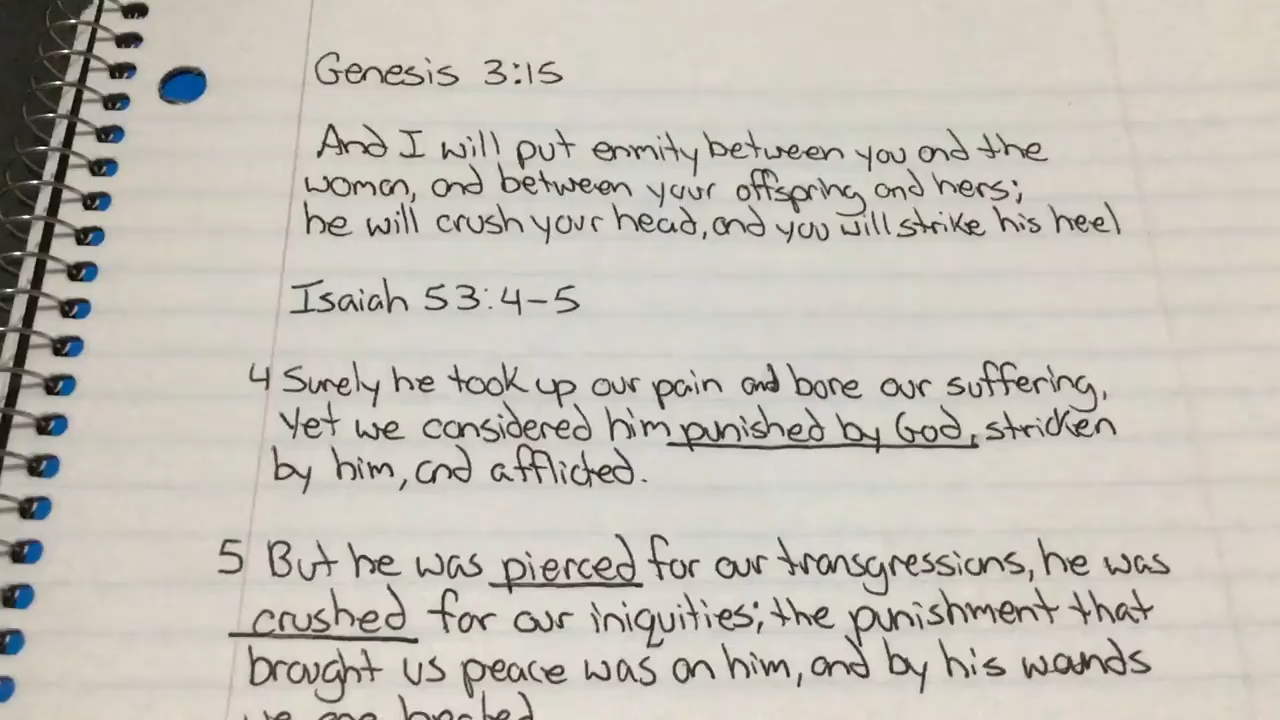 Genesis 3:15
And I will put enmity between you and the
woman, and between your offspring and hers;
he will crush your head, and you will strike his heel
Isaiah 53:4-5
4 Surely he took up our pain and bore our suffering,
Yet we considered him punished by God, stricken
by him, and afflicted.
5 But he was pierced for our transgressions, he was
crushed for our iniquities; the punishment that
brought us peace was on him, and by his wounds
we are healed